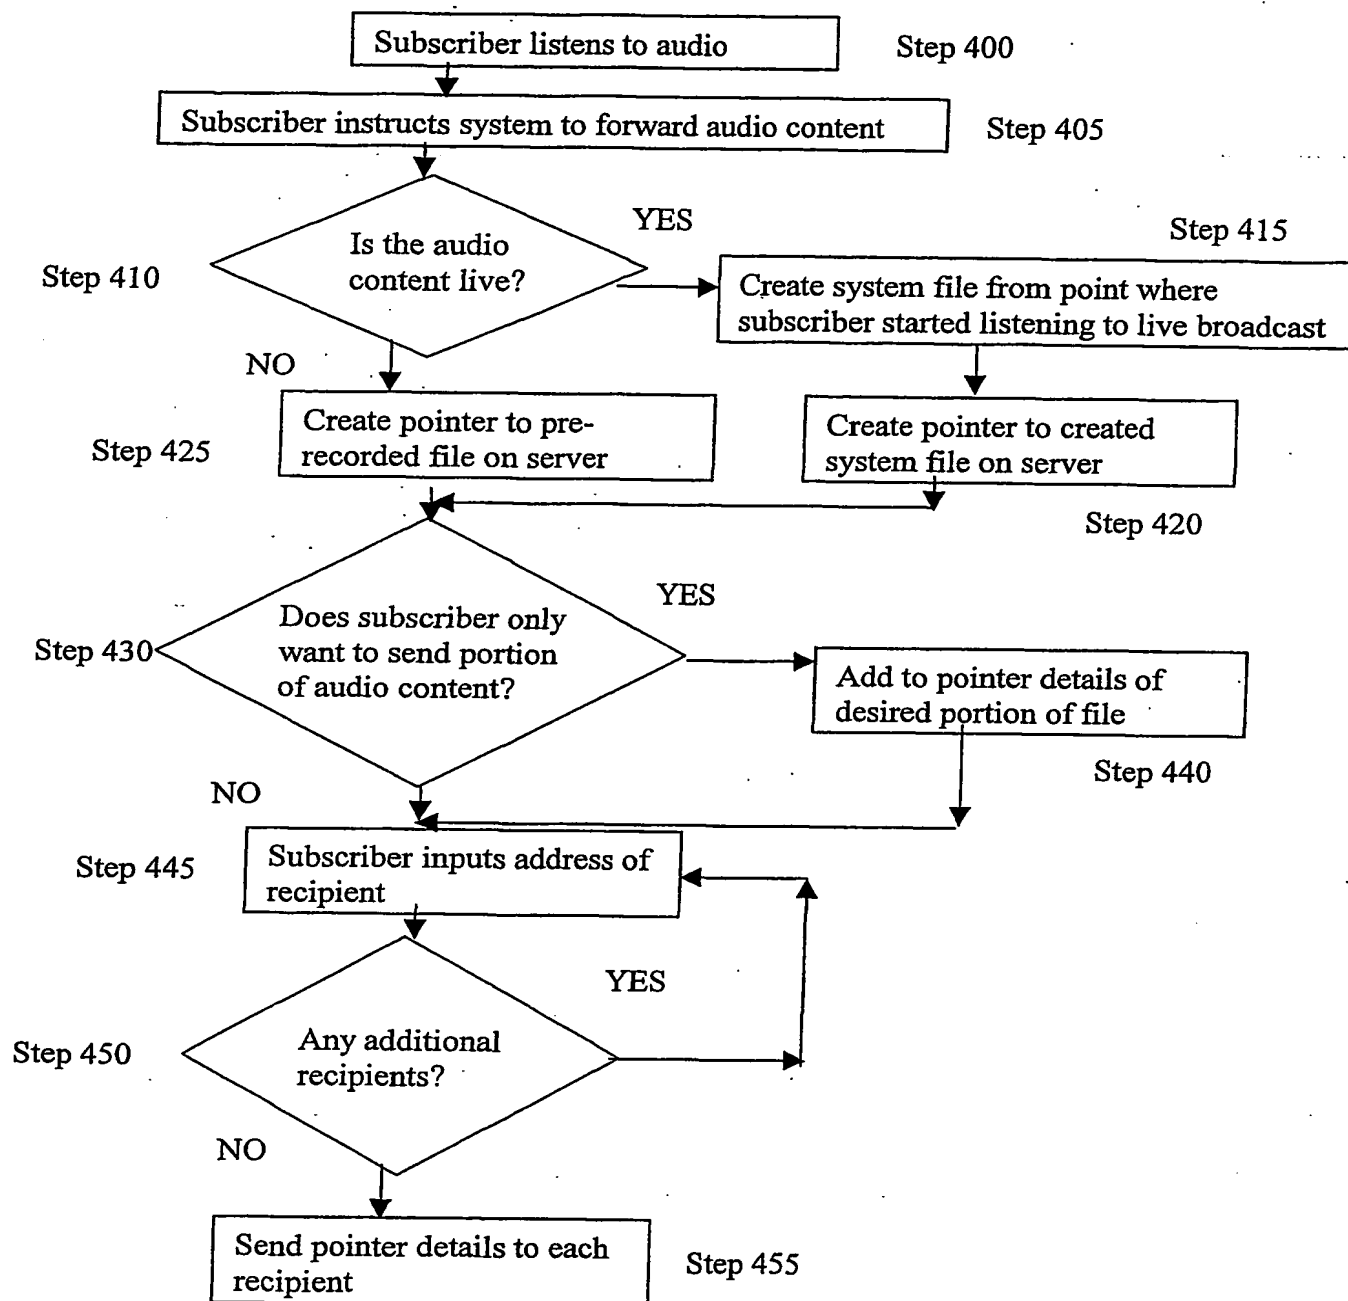 Subscriber listens to audio
Step 400
Subscriber instructs system to forward audio content
Step 405
YES
Step 415
Is the audio
content live?
Step 410
Create system file from point where
subscriber started listening to live broadcast
NO
Create pointer to pre-
recorded file on server
Step 425
Create pointer to created
system file on server
Step 420
YES
Does subscriber only
want to send portion
of audio content?
Step 430
Add to pointer details of
desired portion of file
Step 440
NO
Step 445
Subscriber inputs address of
recipient
YES
Any additional
recipients?
Step 450
NO
Send pointer details to each
recipient
Step 455